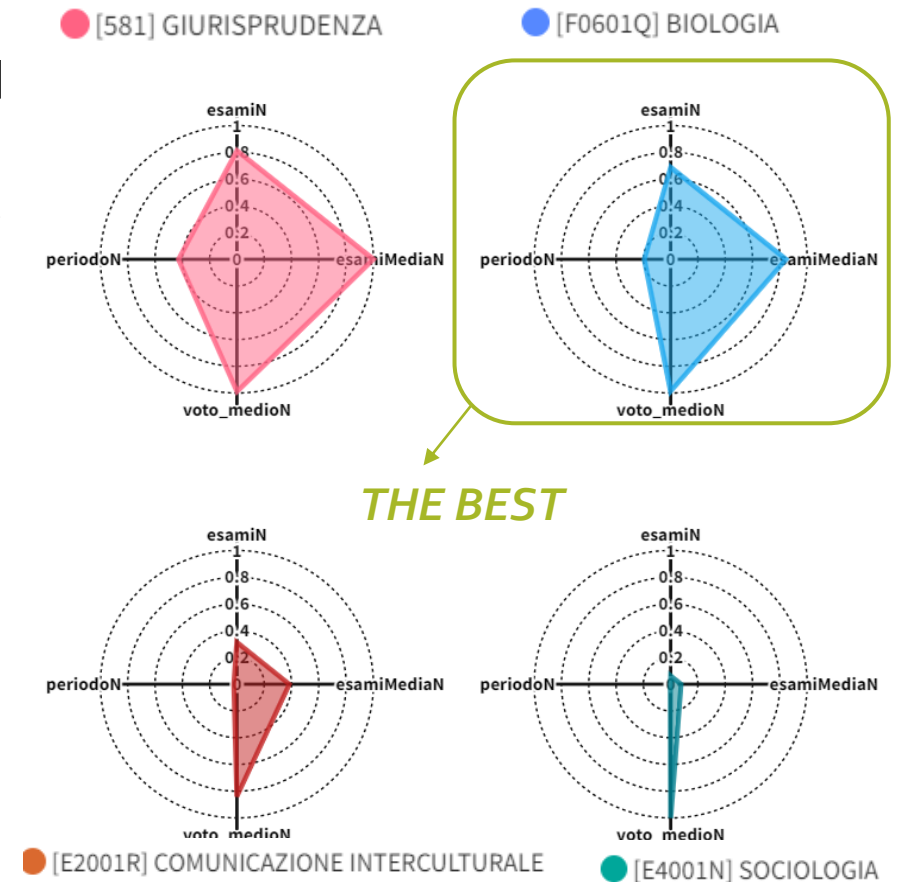 [581] GIURISPRUDENZA
[F0601Q] BIOLOGIA
esamiN
1
0.8
0.6
0.4
0.2
0
periodoN
esamiMediaN
voto_medioN
esamiN
1
0.8
0.6
0.4
0.2
0
periodoN
esamiMediaN
voto_medioN
THE BEST
esamiN
1
0.8
0.6
0.4
0.2
0
periodoN
esamiMediaN
voto_medioN
esamiN
1
0.8
0.6
0.4
0.2
0
periodoN
esamiMediaN
voto_medioN
[E2001R] COMUNICAZIONE INTERCULTURALE
[E4001N] SOCIOLOGIA